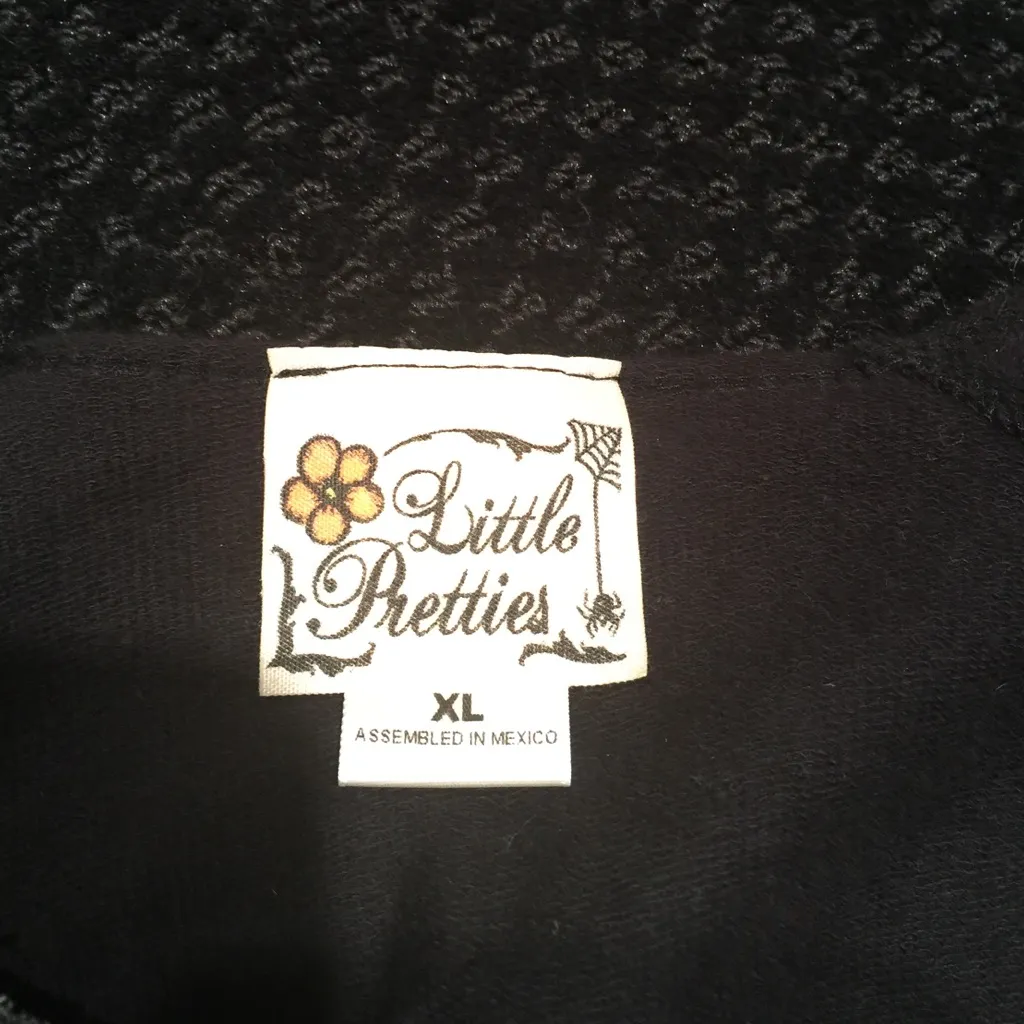 Little
Pretties
XL
ASSEMBLED IN MEXICO